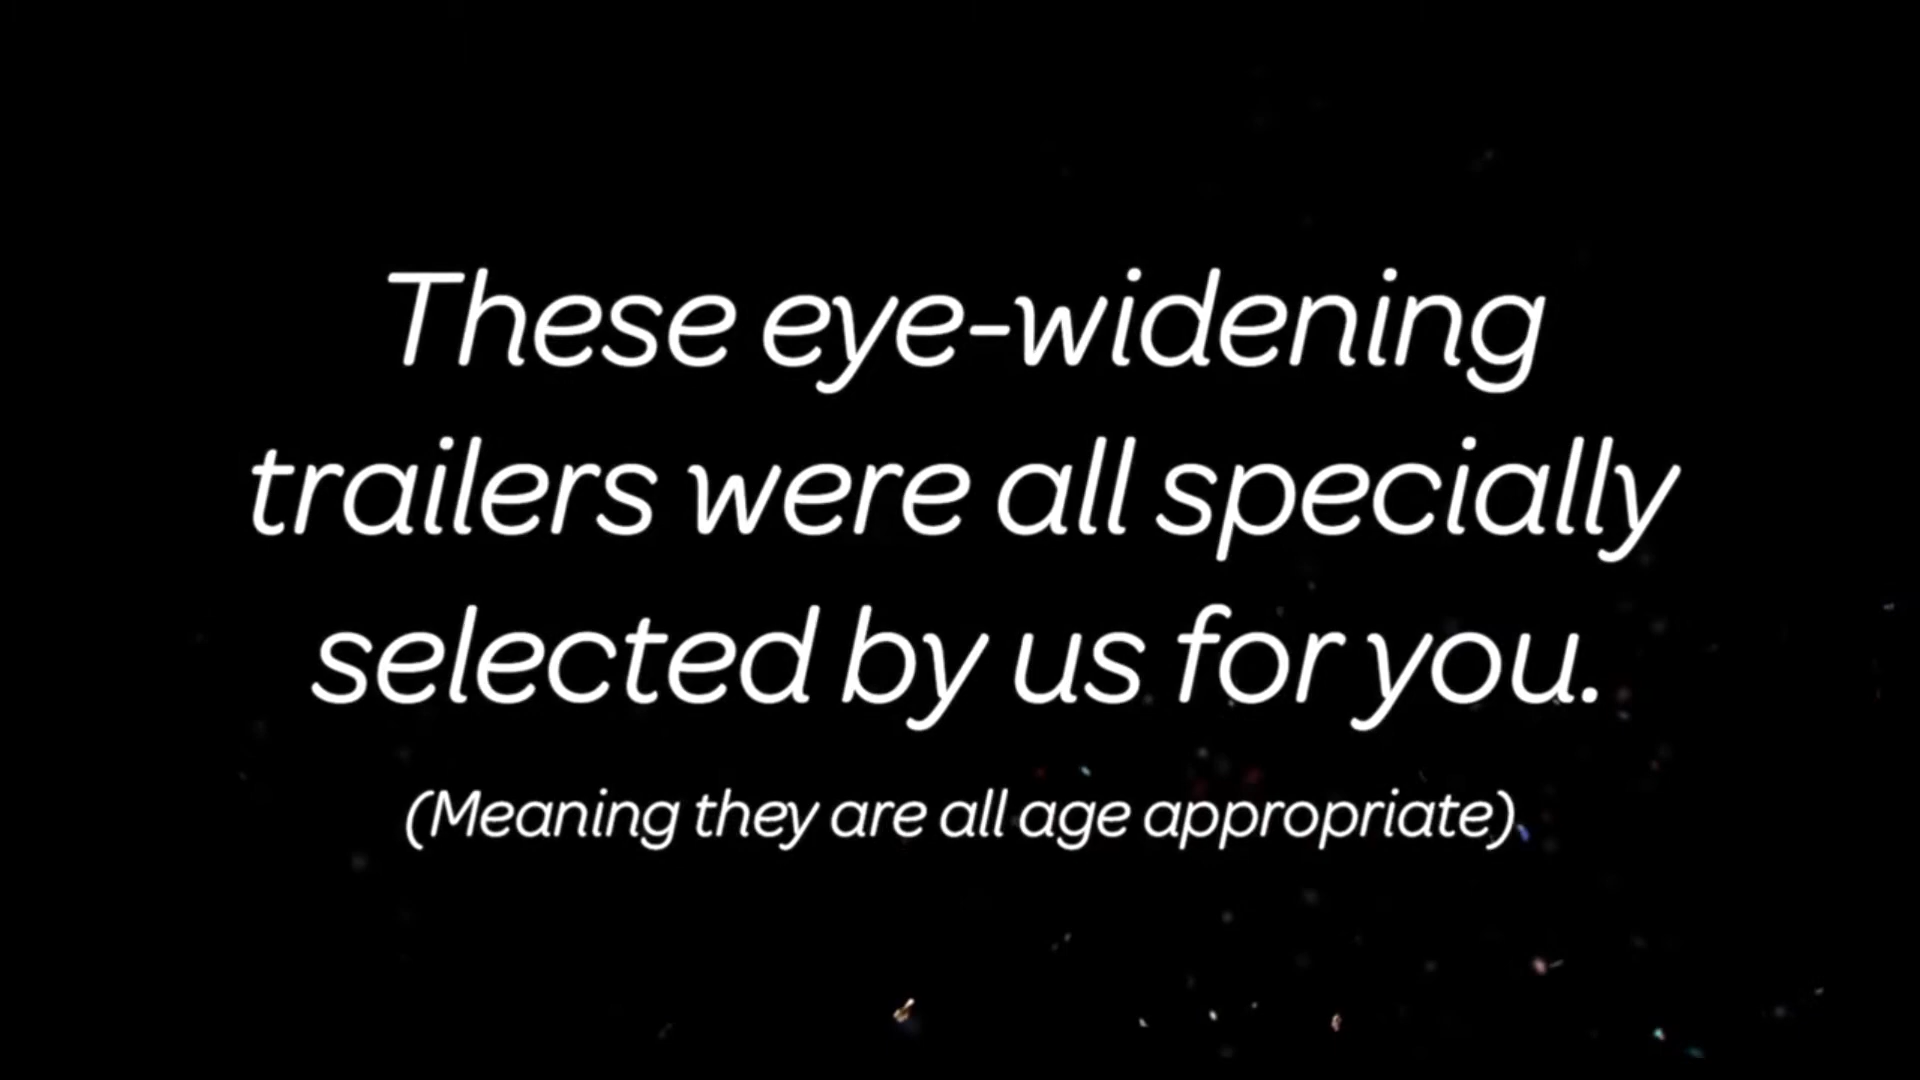 These eye-widening
trailers were all specially
selected by us for you.
(Meaning they are all age appropriate)